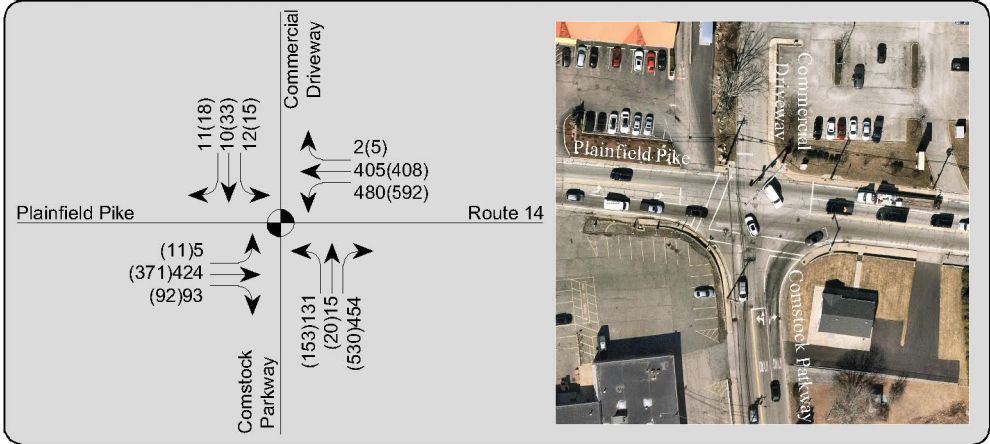 Commercial
Driveway
11(18)
10(33)
12(15)
2(5)
405(408)
480(592)
Plainfield Pike
Route 14
(11)5
(371)424
(92)93
(153)131
(20)15
(530)454
Comstock
Parkway
Commercial
Driveway
Plainfield Pike
Comstock Parkway